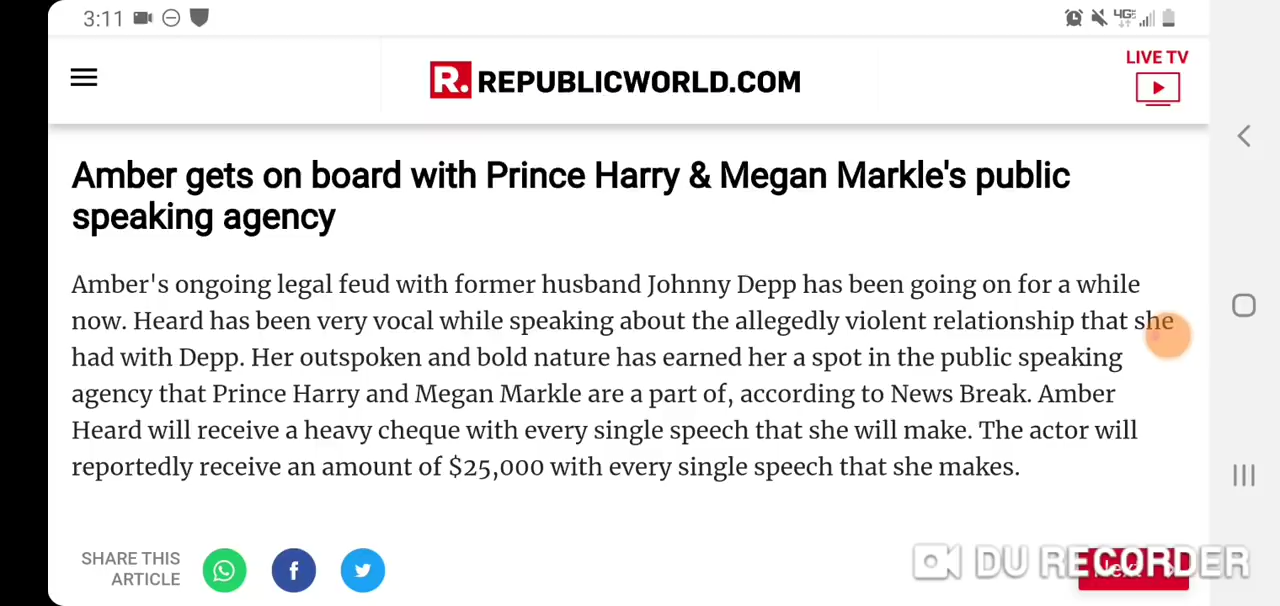 3:11
4GE
R. REPUBLICWORLD.COM
LIVE TV
Amber gets on board with Prince Harry & Megan Markle's public
speaking agency
Amber's ongoing legal feud with former husband Johnny Depp has been going on for a while
now. Heard has been very vocal while speaking about the allegedly violent relationship that she
had with Depp. Her outspoken and bold nature has earned her a spot in the public speaking
agency that Prince Harry and Megan Markle are a part of, according to News Break. Amber
Heard will receive a heavy cheque with every single speech that she will make. The actor will
reportedly receive an amount of $25,000 with every single speech that she makes.
SHARE THIS
ARTICLE
DU RECORDER